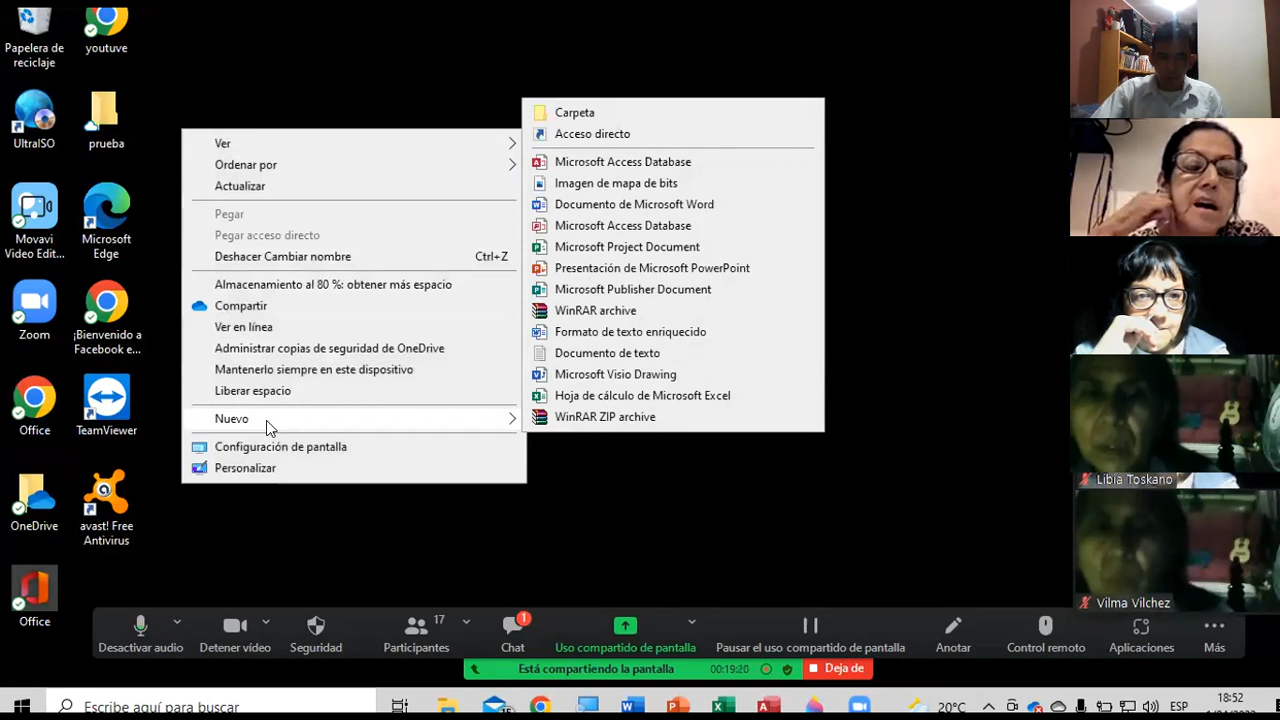 Papelera de
reciclaje
youtuve
UltraISO
prueba
Movavi
Video Edit...
Microsoft
Edge
Zoom
¡Bienvenido a
Facebook e...
Office
TeamViewer
OneDrive
avast! Free
Antivirus
Office
Ver
Ordenar por
Actualizar
Pegar
Pegar acceso directo
Deshacer Cambiar nombre Ctrl+Z
Almacenamiento al 80 %: obtener más espacio
Compartir
Ver en línea
Administrar copias de seguridad de OneDrive
Mantenerlo siempre en este dispositivo
Liberar espacio
Nuevo
Configuración de pantalla
Personalizar
Carpeta
Acceso directo
Microsoft Access Database
Imagen de mapa de bits
Documento de Microsoft Word
Microsoft Access Database
Microsoft Project Document
Presentación de Microsoft PowerPoint
Microsoft Publisher Document
WinRAR archive
Formato de texto enriquecido
Documento de texto
Microsoft Visio Drawing
Hoja de cálculo de Microsoft Excel
WinRAR ZIP archive
Libia Toskano
Vilma Vilchez
17
1
Desactivar audio
Detener vídeo
Seguridad
Participantes
Chat
Uso compartido de pantalla
Pausar el uso compartido de pantalla
Anotar
Control remoto
Aplicaciones
Más
Está compartiendo la pantalla 00:19:20 Deja de
Escribe aquí para buscar
15
20°C
ESP
18:52